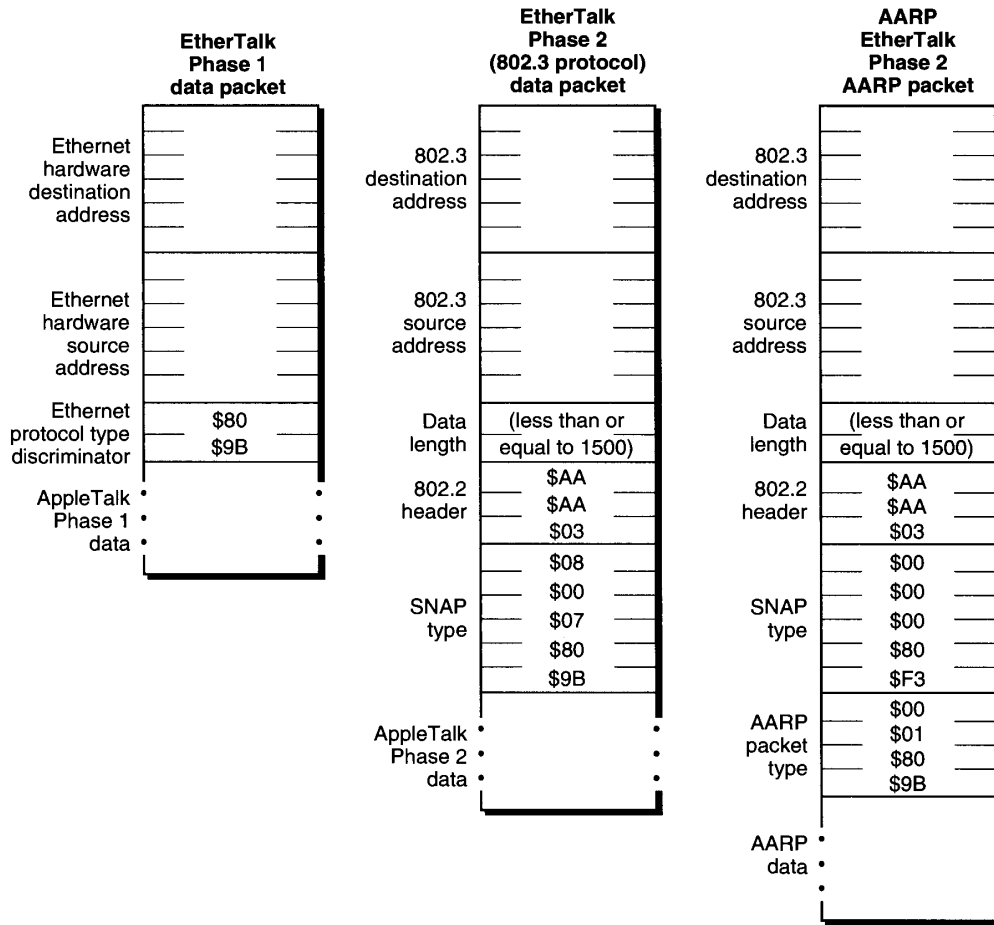 EtherTalk
Phase 1
data packet
Ethernet
hardware
destination
address
Ethernet
hardware
source
address
Ethernet
protocol type
discriminator
$80
$9B
AppleTalk
Phase 1
data
EtherTalk
Phase 2
(802.3 protocol)
data packet
802.3
destination
address
802.3
source
address
Data
length
(less than or
equal to 1500)
802.2
header
$AA
$AA
$03
SNAP
type
$08
$00
$07
$80
$9B
AppleTalk
Phase 2
data
AARP
EtherTalk
Phase 2
AARP packet
802.3
destination
address
802.3
source
address
Data
length
(less than or
equal to 1500)
802.2
header
$AA
$AA
$03
SNAP
type
$00
$00
$00
$80
$F3
AARP
packet
type
$00
$01
$80
$9B
AARP
data